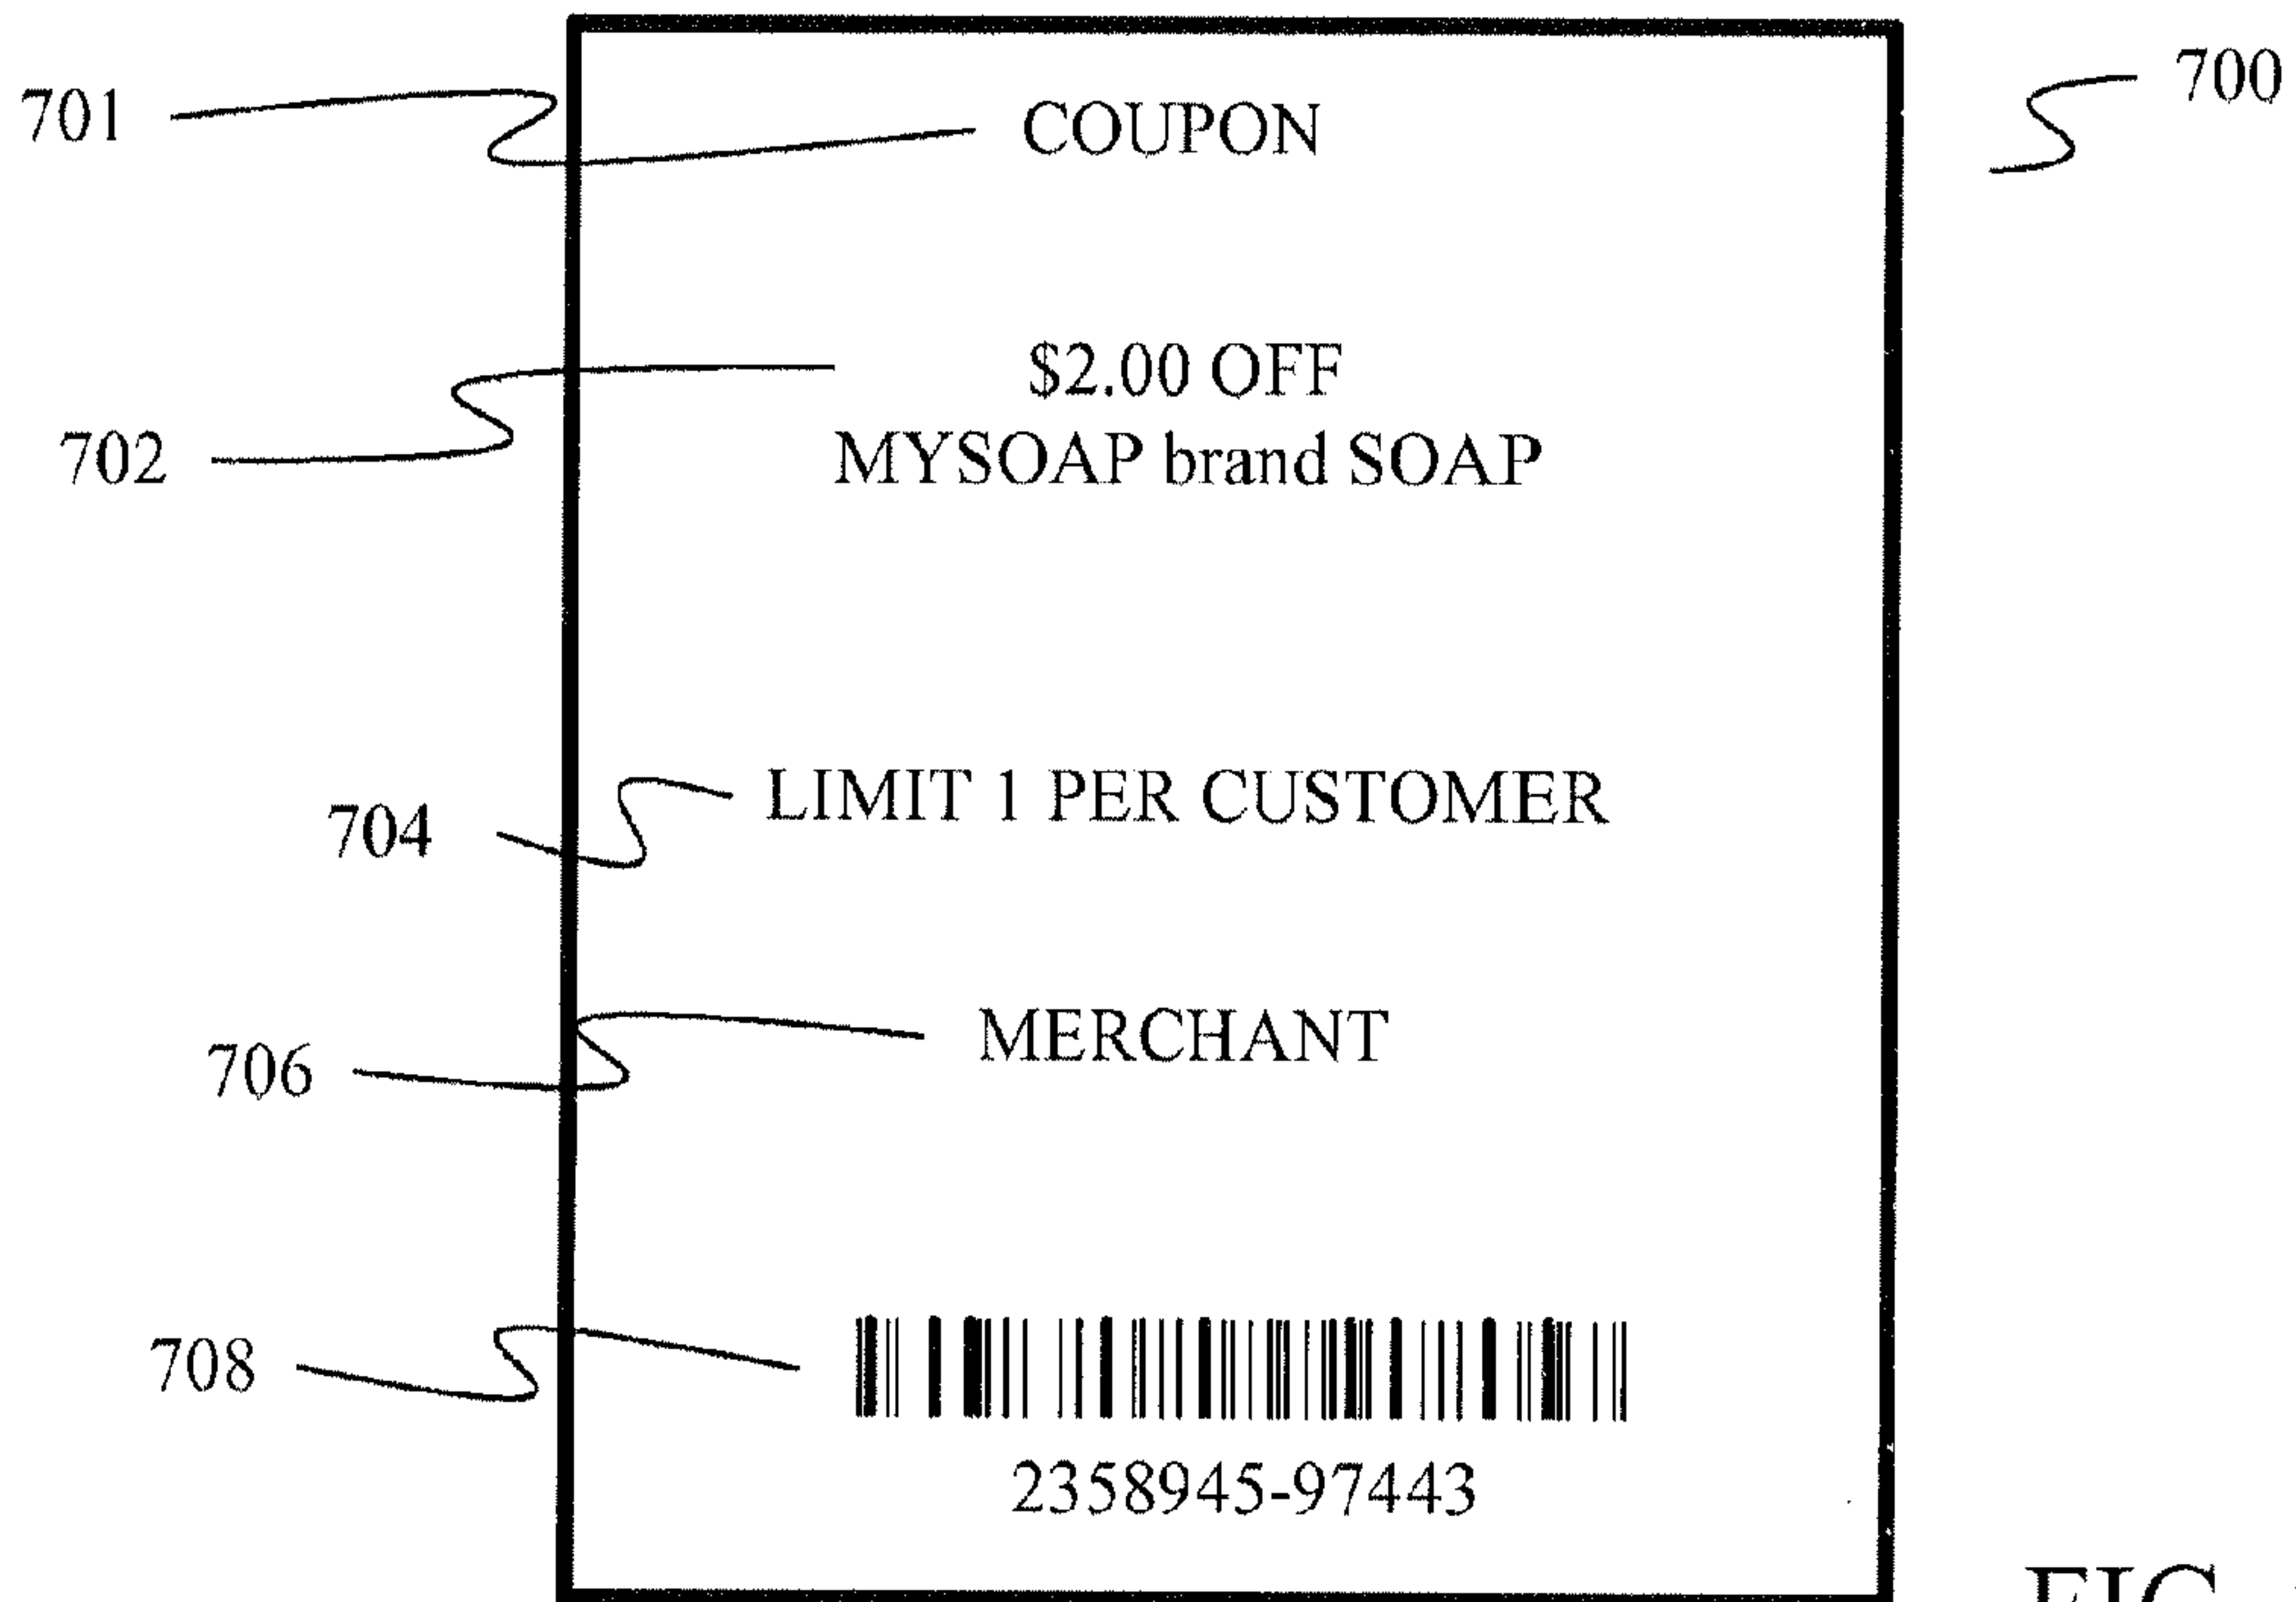 700
701 COUPON
$2.00 OFF
702 MYSOAP brand SOAP
704 LIMIT 1 PER CUSTOMER
706 MERCHANT
708
2358945-97443
FIG.